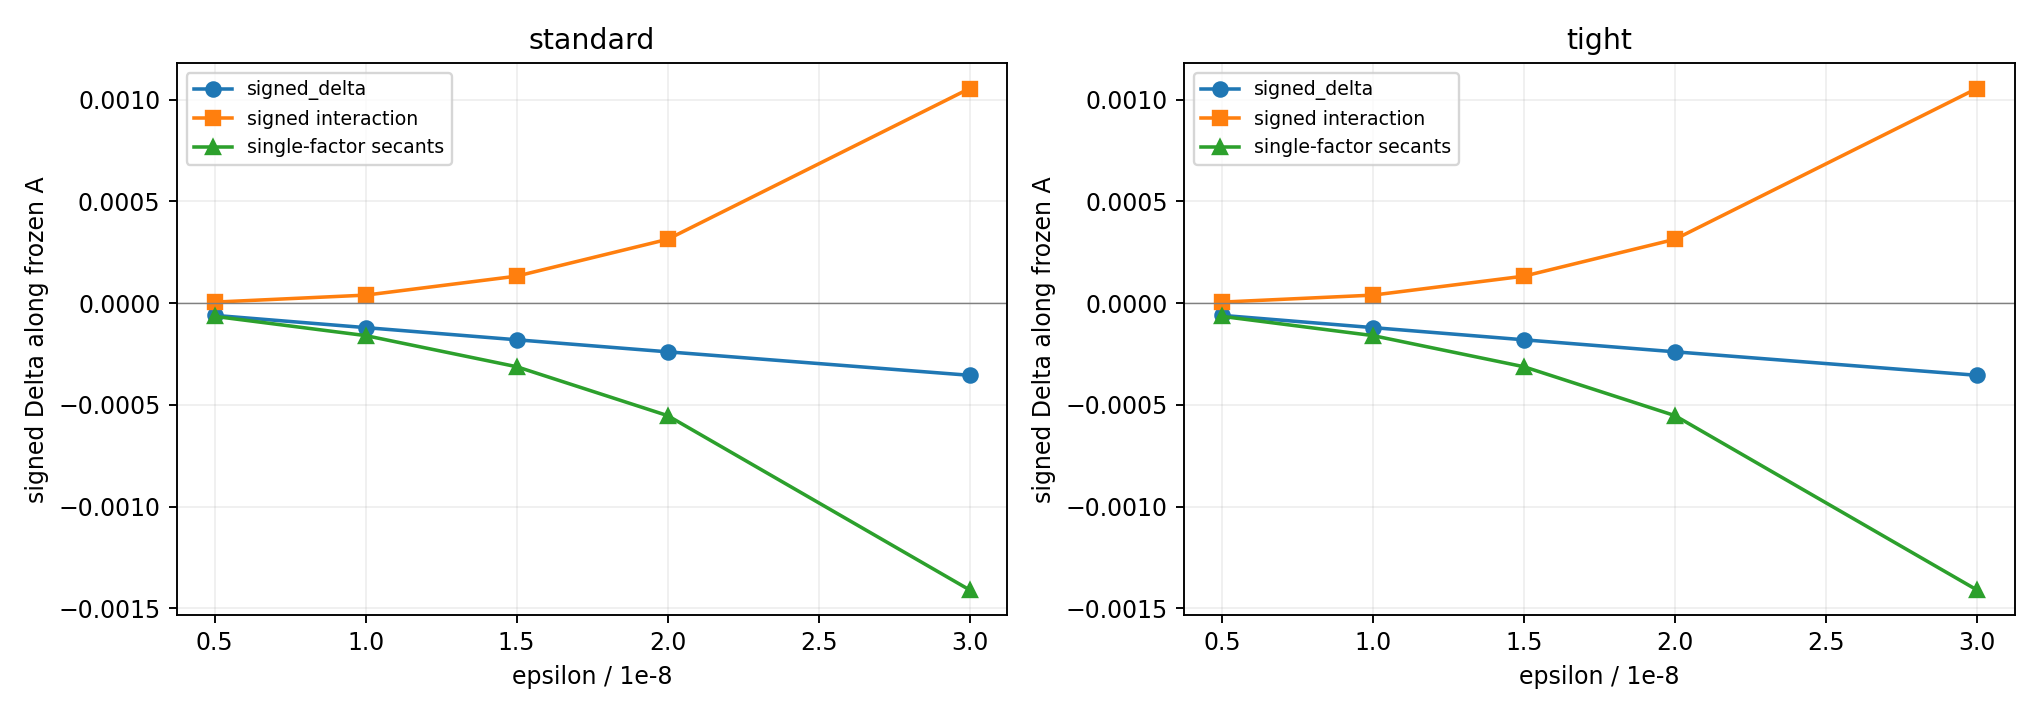 standard
signed_delta
signed interaction
single-factor secants
0.0010
0.0005
0.0000
−0.0005
−0.0010
−0.0015
signed Delta along frozen A
0.5 1.0 1.5 2.0 2.5 3.0
epsilon / 1e-8
tight
signed_delta
signed interaction
single-factor secants
0.0010
0.0005
0.0000
−0.0005
−0.0010
−0.0015
signed Delta along frozen A
0.5 1.0 1.5 2.0 2.5 3.0
epsilon / 1e-8